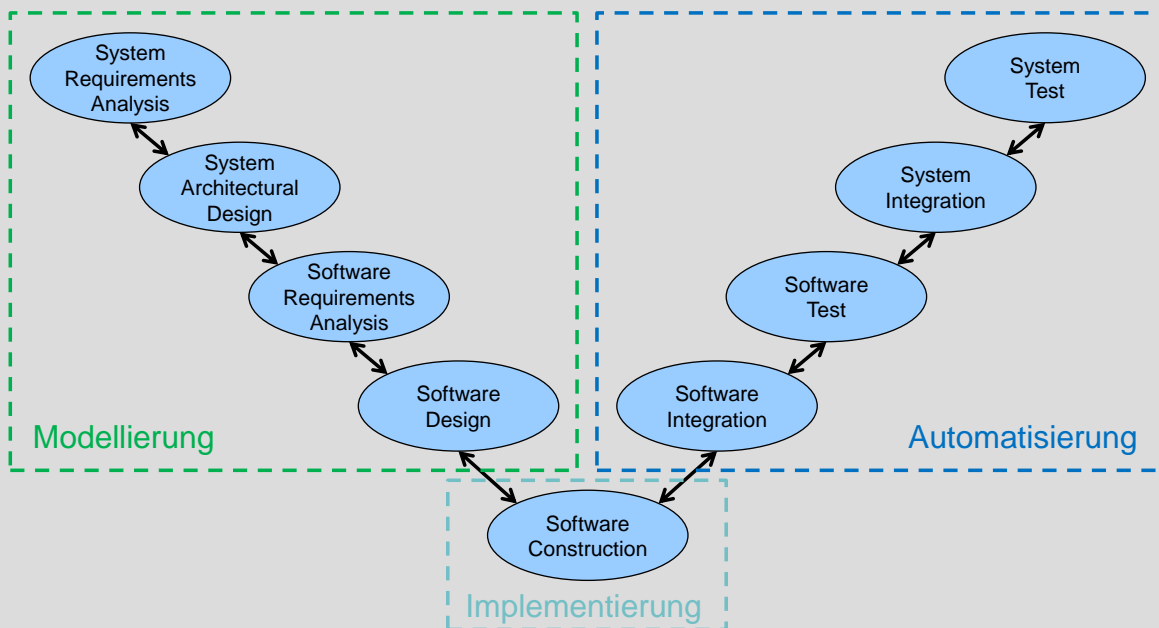 System
Requirements
Analysis
System
Architectural
Design
Software
Requirements
Analysis
Software
Design
Modellierung
System
Test
System
Integration
Software
Test
Software
Integration
Automatisierung
Software
Construction
Implementierung